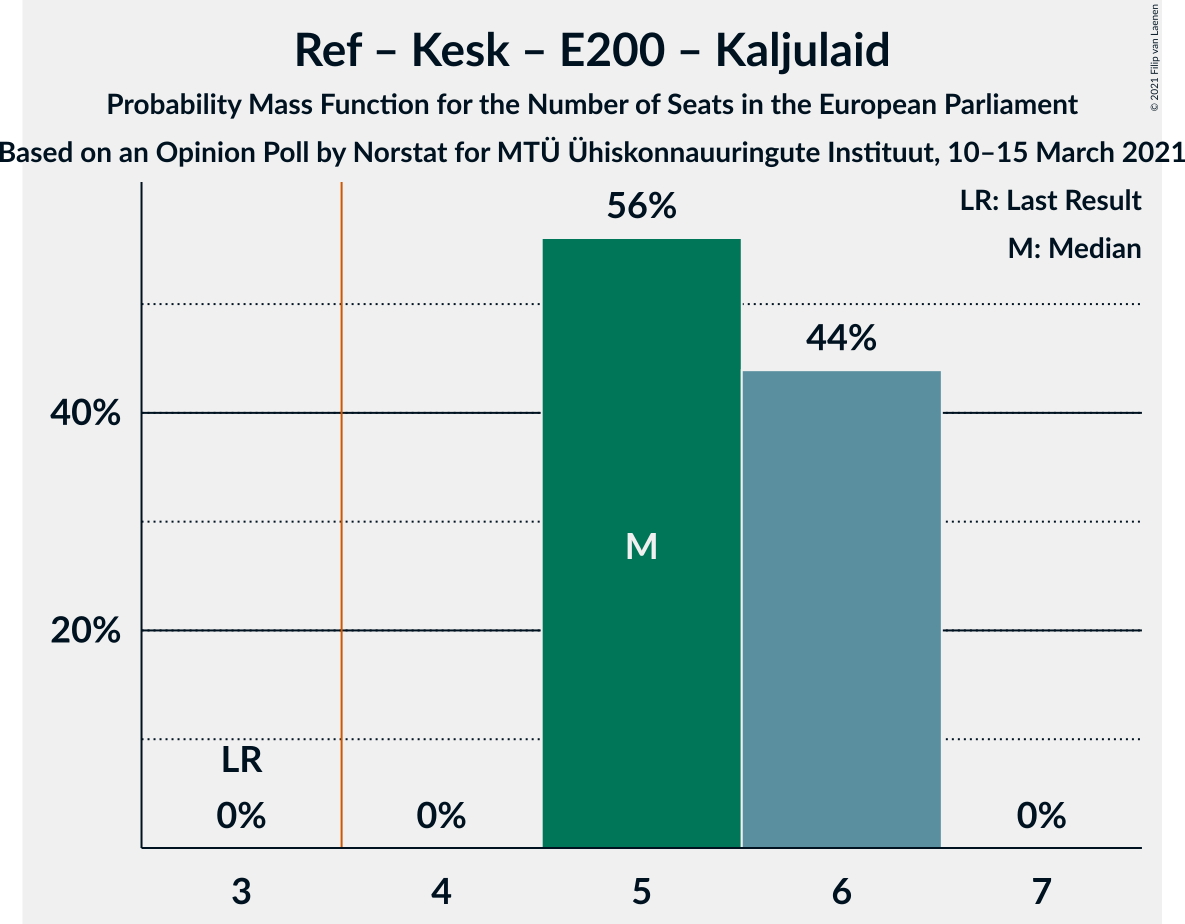 Ref – Kesk – E200 – Kaljulaid
Probability Mass Function for the Number of Seats in the European Parliament
Based on an Opinion Poll by Norstat for MTÜ Ühiskonnauuringute Instituut, 10–15 March 2021
© 2021 Filip van Laenen
LR: Last Result
M: Median
56%
44%
40%
M
20%
LR
0%
0%
0%
3
4
5
6
7